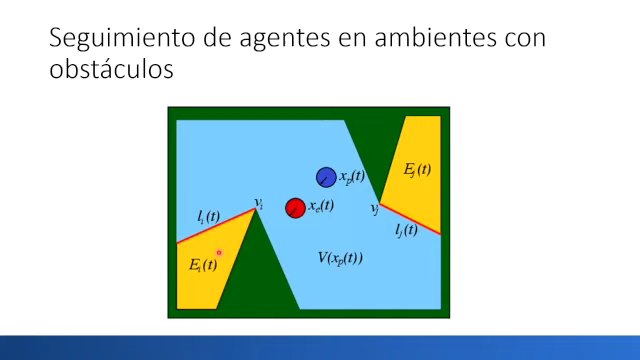 Seguimiento de agentes en ambientes con
obstáculos
E_j(t)
x_p(t)
v_i
x_e(t)
v_j
l_i(t)
l_j(t)
E_i(t)
V(x_p(t))